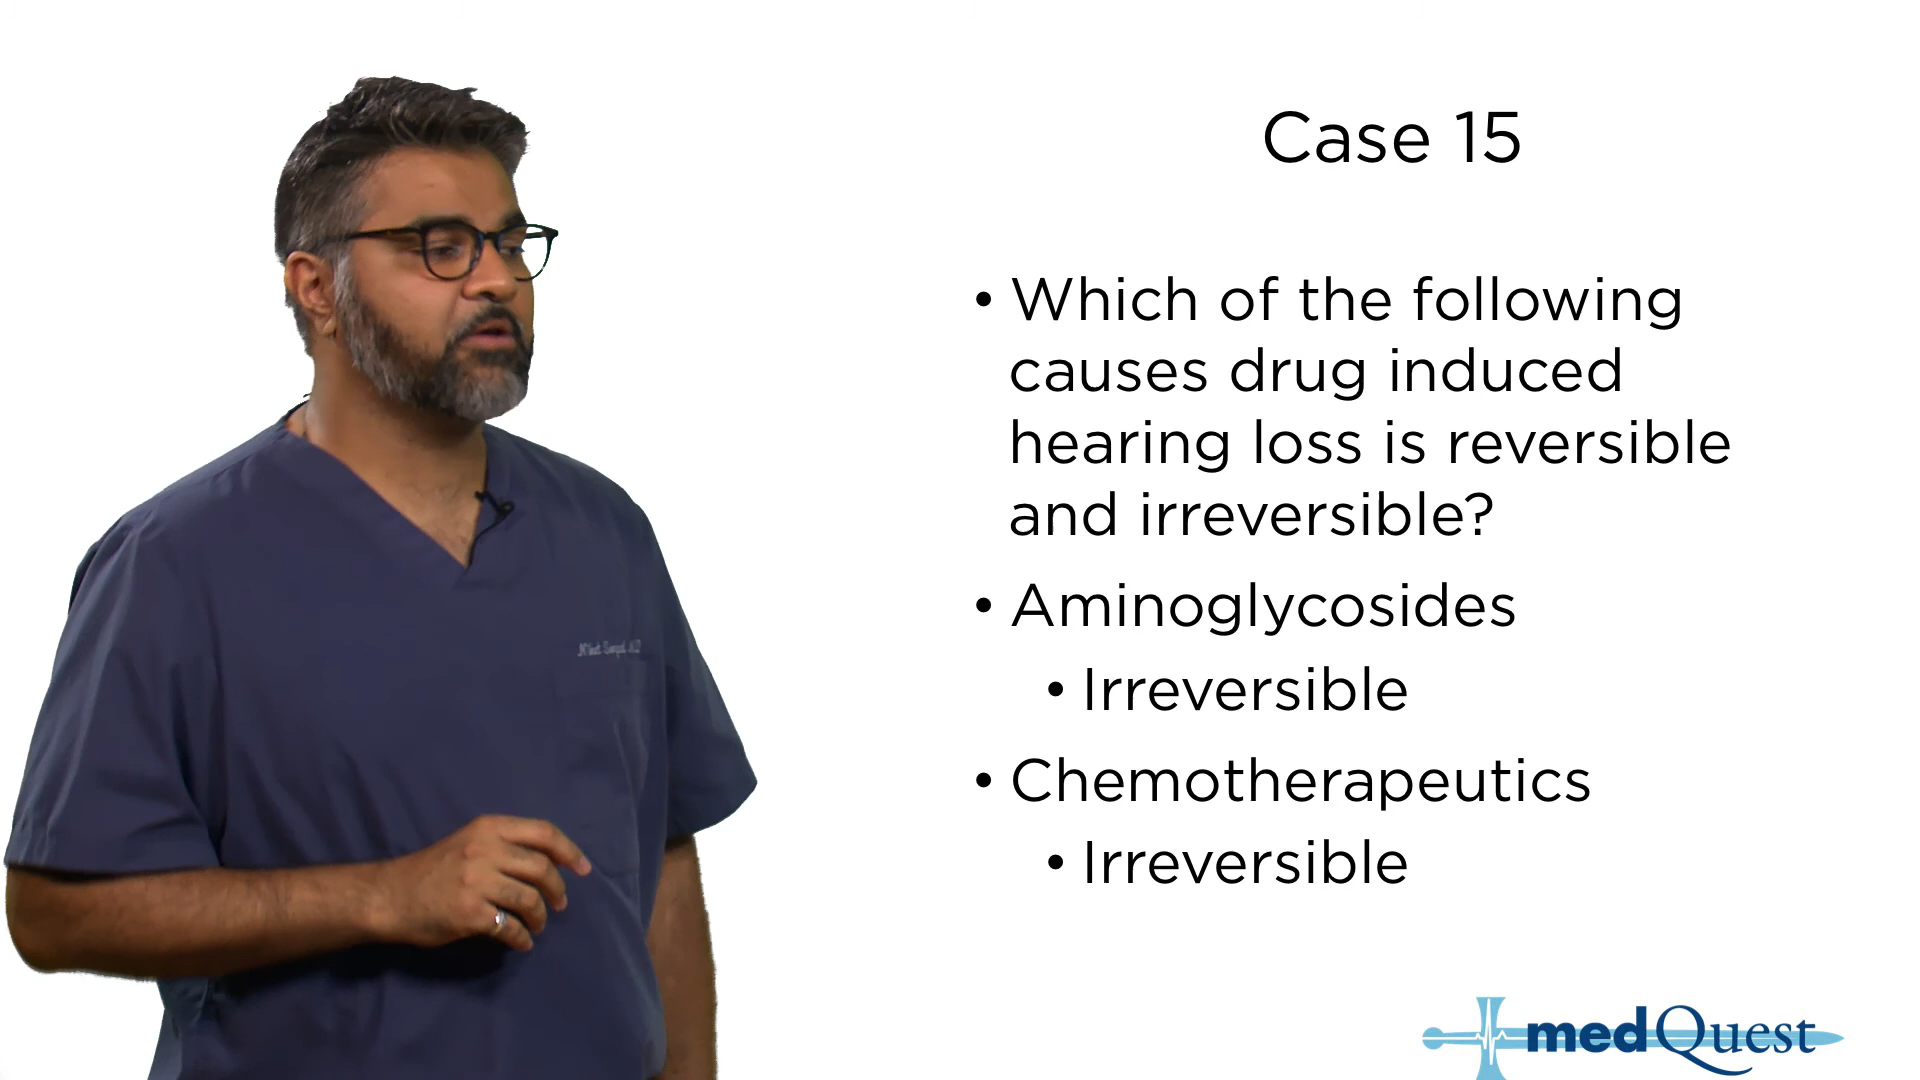 Case 15
• Which of the following
causes drug induced
hearing loss is reversible
and irreversible?
• Aminoglycosides
• Irreversible
• Chemotherapeutics
• Irreversible
medQuest